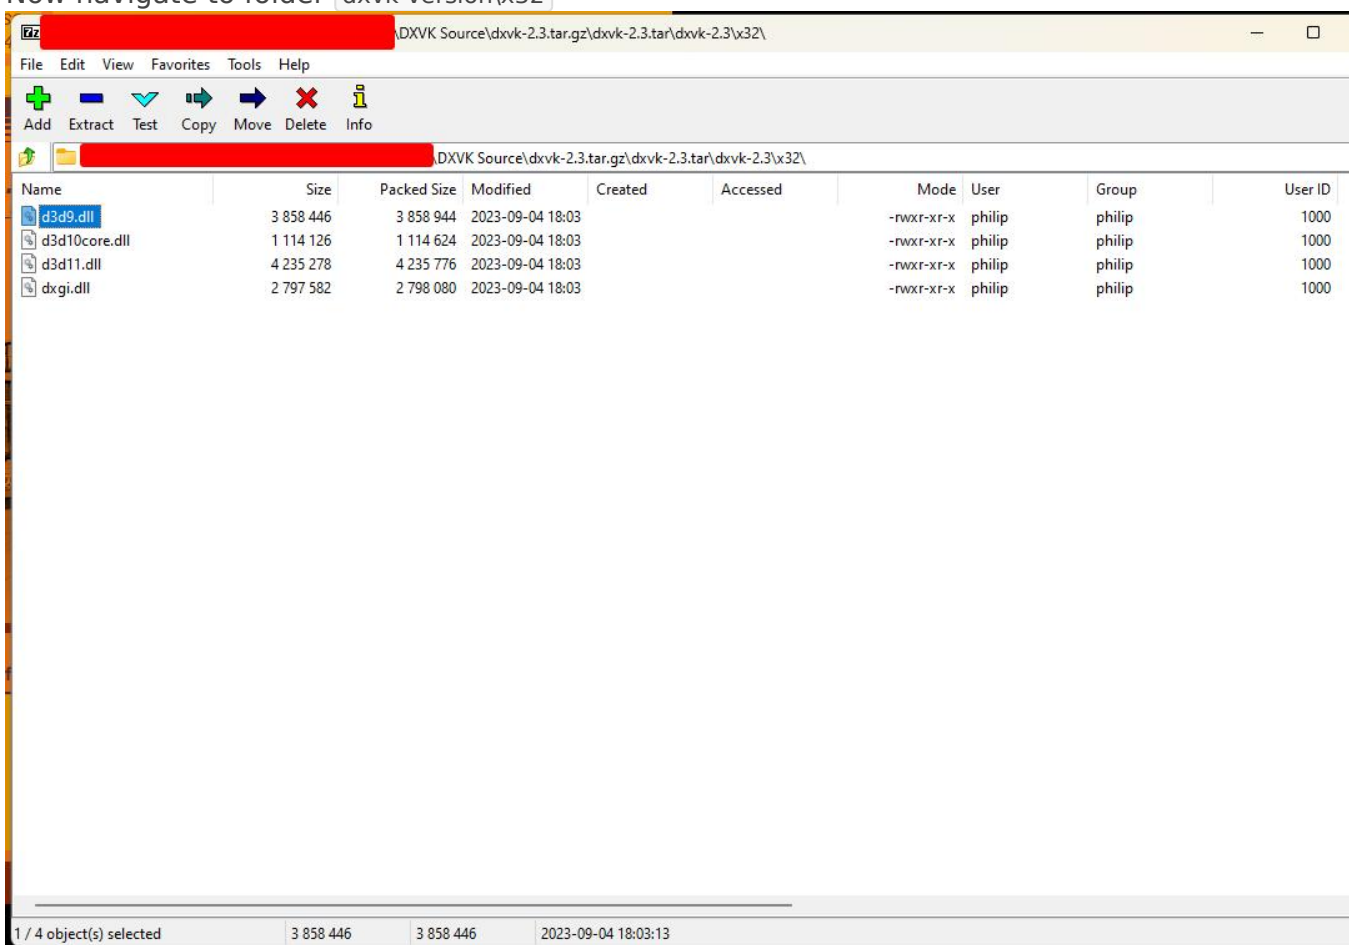 Now navigate to folder dxvk-version\x32
7z \DXVK Source\dxvk-2.3.tar.gz\dxvk-2.3.tar\dxvk-2.3\x32\
File Edit View Favorites Tools Help
Add Extract Test Copy Move Delete Info
\DXVK Source\dxvk-2.3.tar.gz\dxvk-2.3.tar\dxvk-2.3\x32\
Name Size Packed Size Modified Created Accessed Mode User Group User ID
d3d9.dll 3 858 446 3 858 944 2023-09-04 18:03 -rwxr-xr-x philip philip 1000
d3d10core.dll 1 114 126 1 114 624 2023-09-04 18:03 -rwxr-xr-x philip philip 1000
d3d11.dll 4 235 278 4 235 776 2023-09-04 18:03 -rwxr-xr-x philip philip 1000
dxgi.dll 2 797 582 2 798 080 2023-09-04 18:03 -rwxr-xr-x philip philip 1000
1 / 4 object(s) selected 3 858 446 3 858 446 2023-09-04 18:03:13